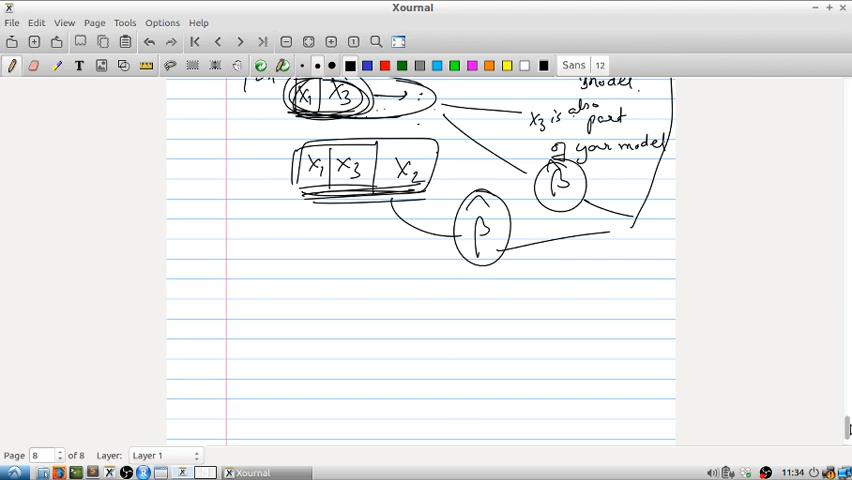 Xournal
File Edit View Page Tools Options Help
Sans 12
model.
x1 x3 → :
x3 is also
part
of your model
x1 x3 x2
β̂
β̂
Page 8 of 8 Layer: Layer 1
Xournal 11:34